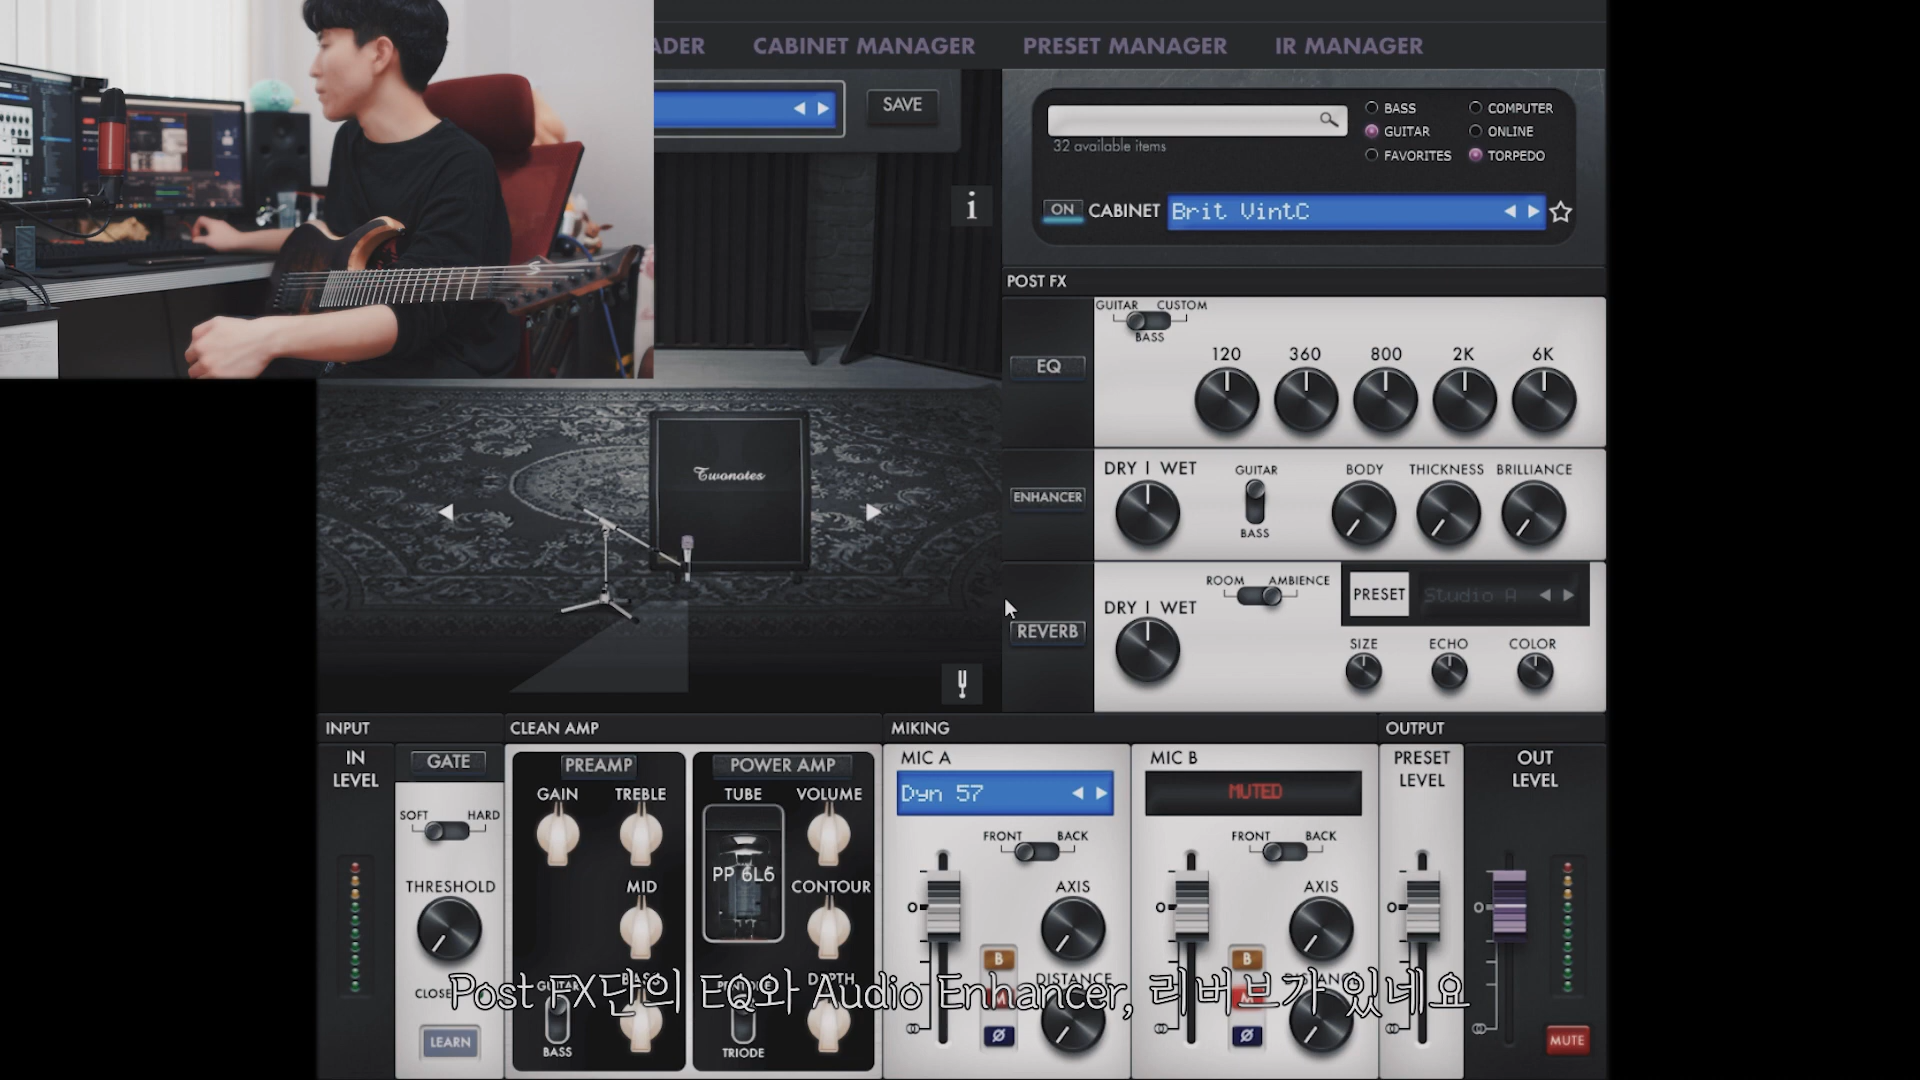 CABINET MANAGER
PRESET MANAGER
IR MANAGER
SAVE
32 available items
BASS
GUITAR
FAVORITES
COMPUTER
ONLINE
TORPEDO
i
ON CABINET Brit VintC
POST FX
EQ
GUITAR CUSTOM
BASS
120 360 800 2K 6K
ENHANCER
DRY | WET
GUITAR
BASS
BODY THICKNESS BRILLIANCE
REVERB
DRY | WET
ROOM AMBIENCE
PRESET Studio A
SIZE ECHO COLOR
Twonotes
INPUT
IN LEVEL
GATE
SOFT HARD
THRESHOLD
LEARN
CLEAN AMP
PREAMP
GAIN TREBLE
MID
BASS
POWER AMP
TUBE VOLUME
PP 6L6
CONTOUR
DEPTH
TRIODE
MIKING
MIC A
Dyn 57
FRONT BACK
AXIS
B
DISTANCE
Ø
MIC B
MUTED
FRONT BACK
AXIS
B
Ø
OUTPUT
PRESET LEVEL
OUT LEVEL
MUTE
Post FX단의 EQ와 Audio Enhancer, 리버브가 있네요